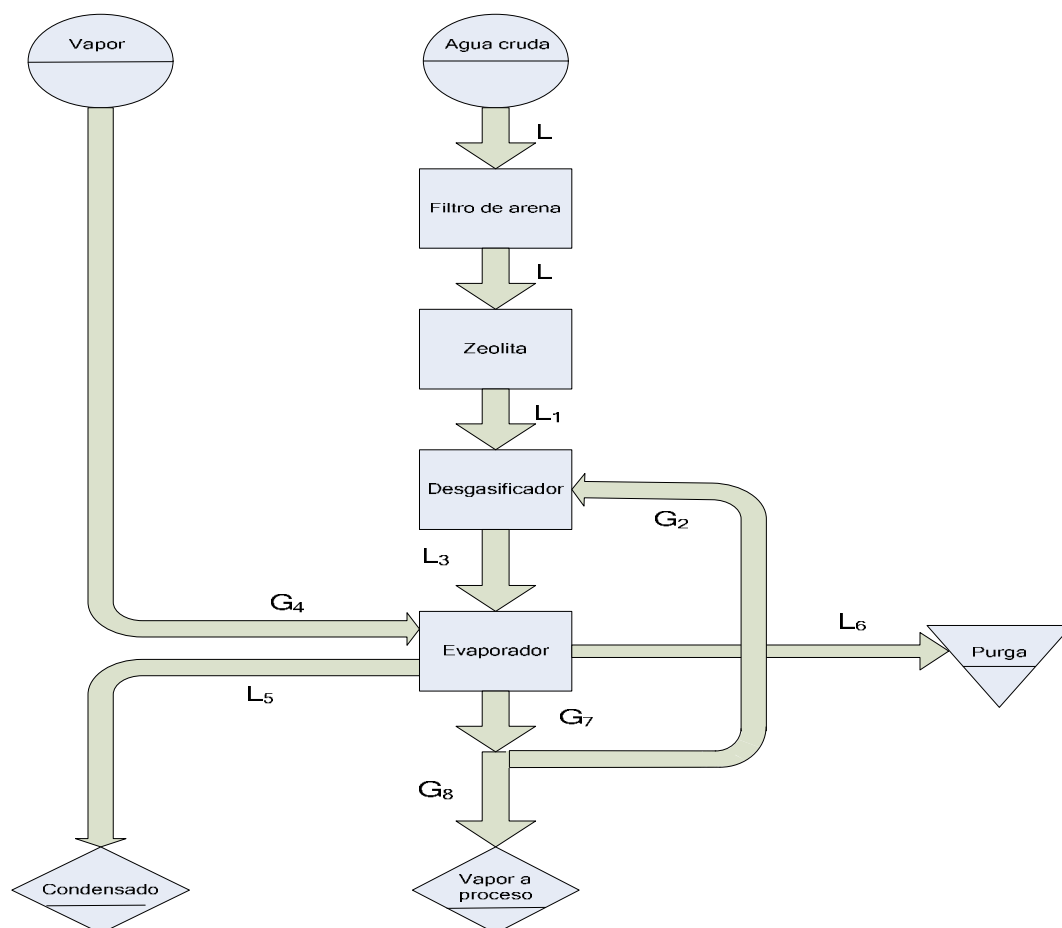 Vapor
Agua cruda
L
Filtro de arena
L
Zeolita
L₁
Desgasificador
G₂
L₃
G₄
Evaporador
L₆
Purga
L₅
G₇
G₈
Condensado
Vapor a
proceso